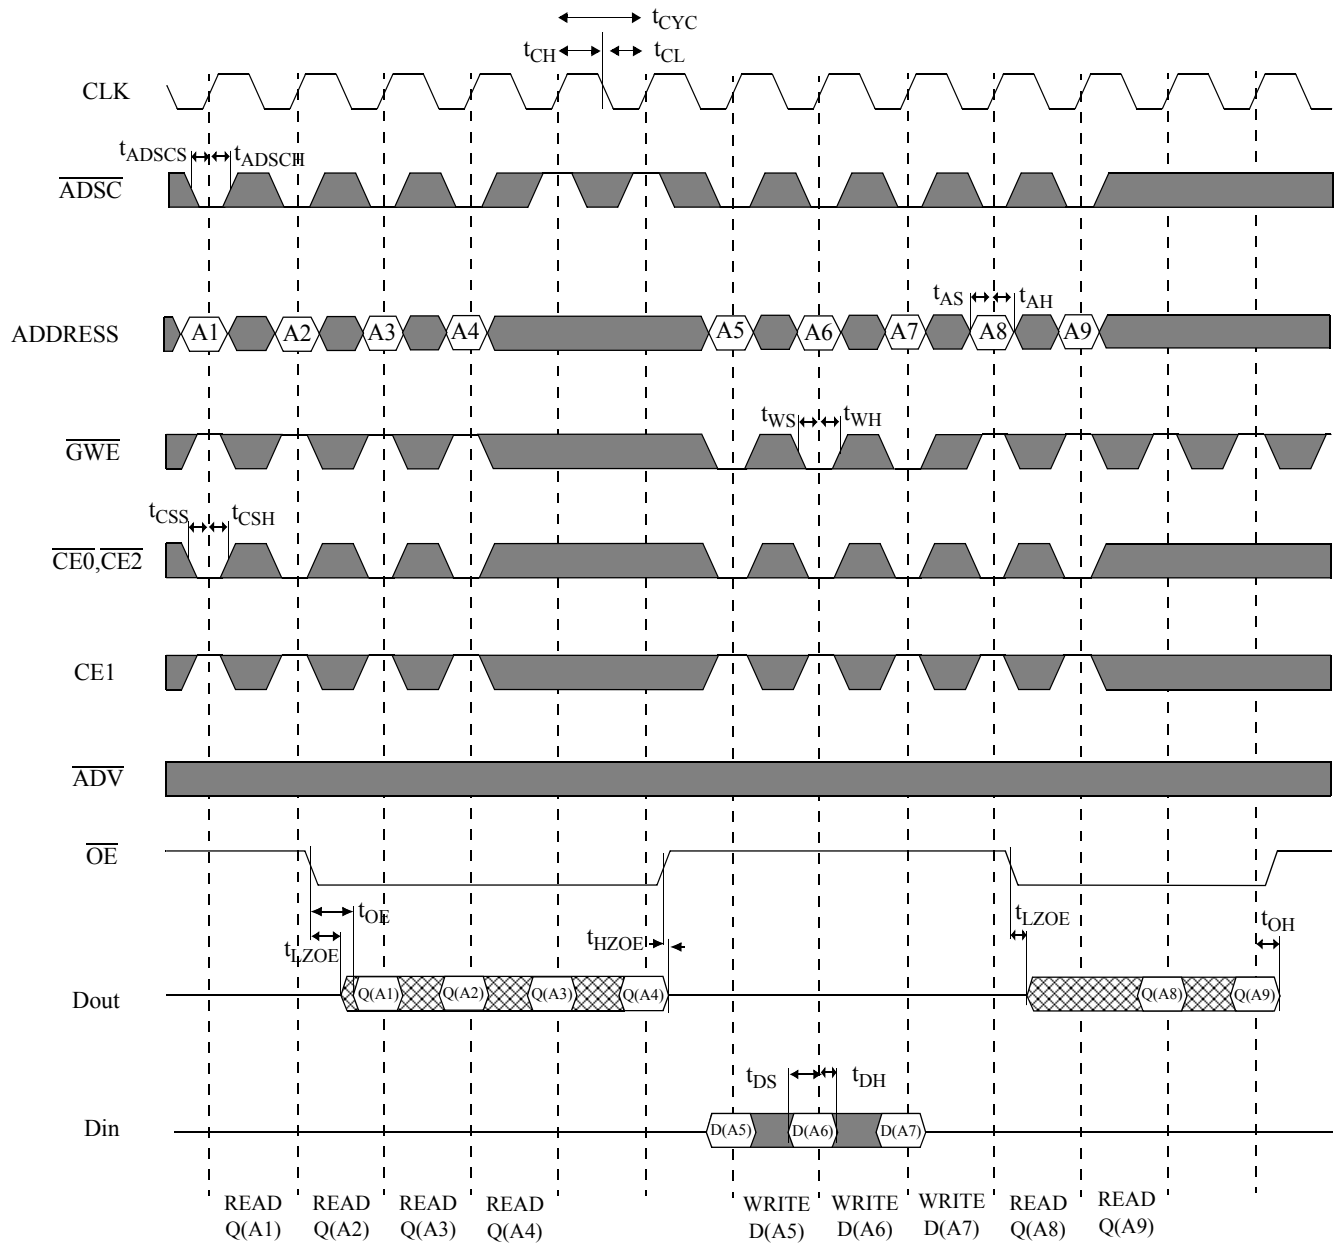 tCYC
tCH
tCL
CLK
tADSCS
tADSCH
ADSC
tAS
tAH
ADDRESS
A1 A2 A3 A4 A5 A6 A7 A8 A9
tWS
tWH
GWE
tCSS
tCSH
CE0,CE2
CE1
ADV
OE
tOE
tLZOE
tHZOE
tLZOE
tOH
Dout
Q(A1) Q(A2) Q(A3) Q(A4) Q(A8) Q(A9)
tDS
tDH
Din
D(A5) D(A6) D(A7)
READ
Q(A1)
READ
Q(A2)
READ
Q(A3)
READ
Q(A4)
WRITE
D(A5)
WRITE
D(A6)
WRITE
D(A7)
READ
Q(A8)
READ
Q(A9)